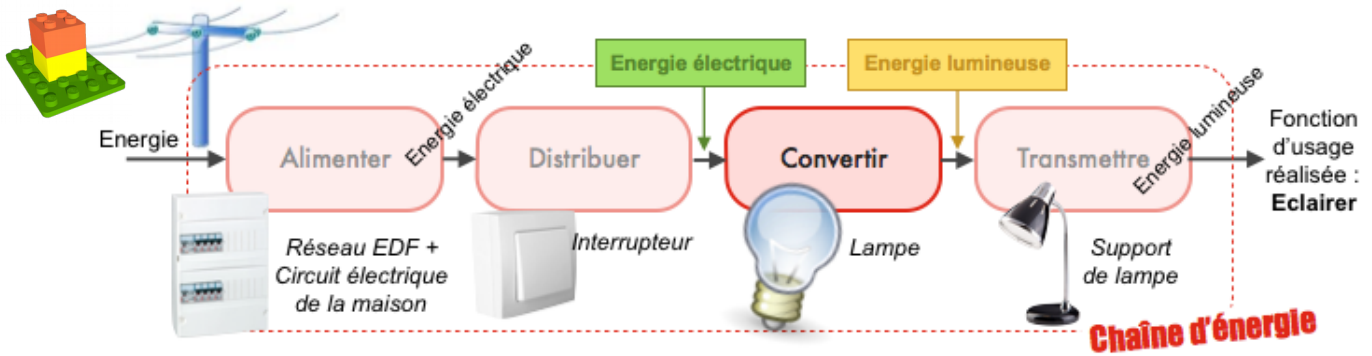 Energie électrique
Energie lumineuse
Energie
Alimenter
Energie électrique
Distribuer
Convertir
Transmettre
Energie lumineuse
Fonction
d'usage
réalisée :
Eclairer
Réseau EDF +
Circuit électrique
de la maison
Interrupteur
Lampe
Support
de lampe
Chaîne d'énergie